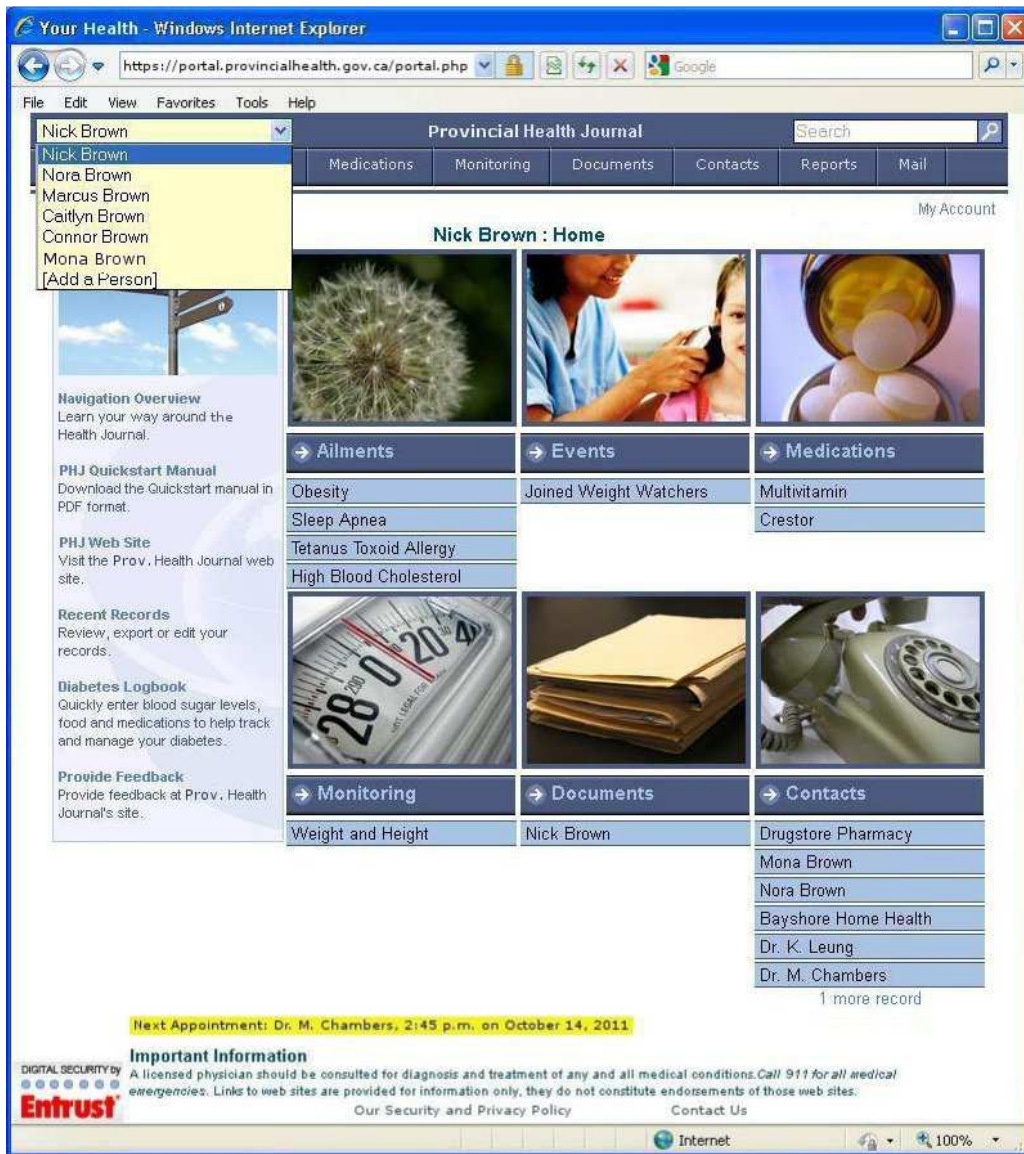 Your Health - Windows Internet Explorer
https://portal.provincialhealth.gov.ca/portal.php
Google
File Edit View Favorites Tools Help
Nick Brown
Provincial Health Journal
Search
Nick Brown
Nora Brown
Marcus Brown
Caitlyn Brown
Connor Brown
Mona Brown
[Add a Person]
Medications Monitoring Documents Contacts Reports Mail
My Account
Nick Brown : Home
Navigation Overview
Learn your way around the
Health Journal.
PHJ Quickstart Manual
Download the Quickstart manual in
PDF format.
PHJ Web Site
Visit the Prov. Health Journal web
site.
Recent Records
Review, export or edit your
records.
Diabetes Logbook
Quickly enter blood sugar levels,
food and medications to help track
and manage your diabetes.
Provide Feedback
Provide feedback at Prov. Health
Journal's site.
Ailments
Obesity
Sleep Apnea
Tetanus Toxoid Allergy
High Blood Cholesterol
Events
Joined Weight Watchers
Medications
Multivitamin
Crestor
28 290 0 20 40
NOT LEGAL FOR
Monitoring
Weight and Height
Documents
Nick Brown
Contacts
Drugstore Pharmacy
Mona Brown
Nora Brown
Bayshore Home Health
Dr. K. Leung
Dr. M. Chambers
1 more record
Next Appointment: Dr. M. Chambers, 2:45 p.m. on October 14, 2011
Important Information
A licensed physician should be consulted for diagnosis and treatment of any and all medical conditions.Call 911 for all medical
emergencies. Links to web sites are provided for information only, they do not constitute endorsements of those web sites.
DIGITAL SECURITY BY
Entrust
Our Security and Privacy Policy Contact Us
Internet 100%